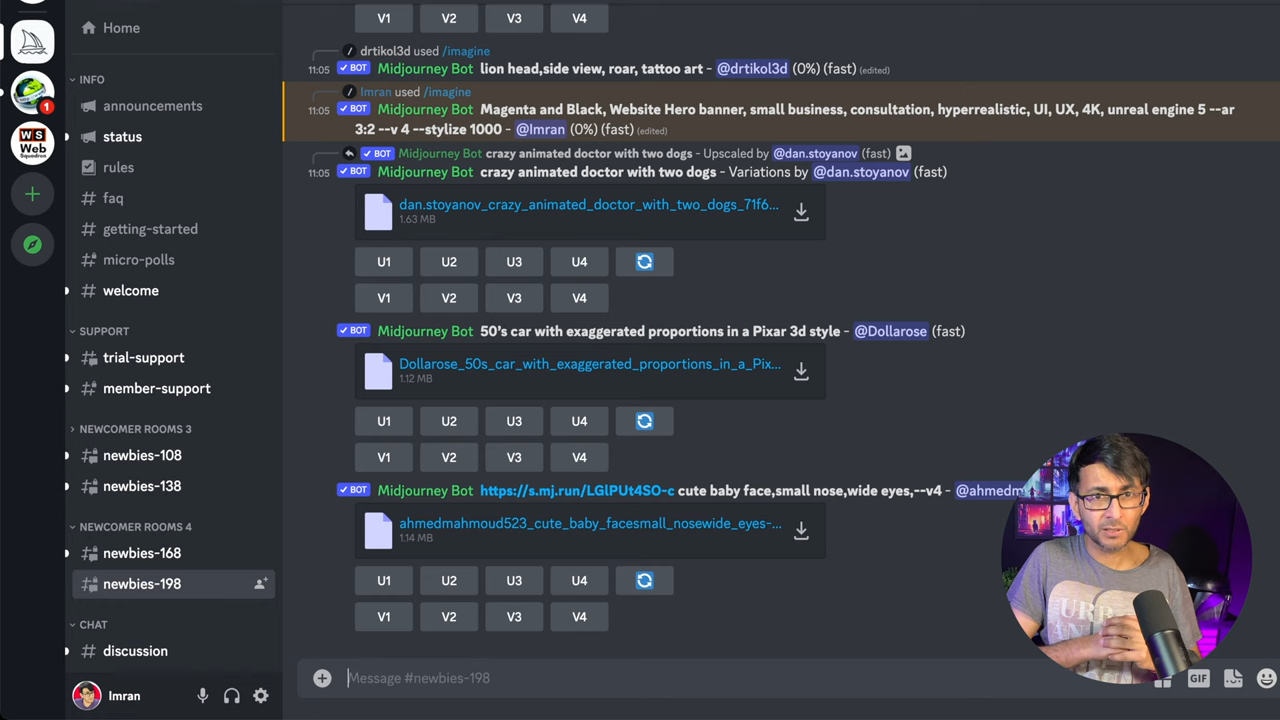 Home
INFO
announcements
status
rules
faq
getting-started
micro-polls
welcome
SUPPORT
trial-support
member-support
NEWCOMER ROOMS 3
newbies-108
newbies-138
NEWCOMER ROOMS 4
newbies-168
newbies-198
CHAT
discussion
Imran
1
W S
Web
Squadron
V1 V2 V3 V4
/ drtikol3d used /imagine
11:05 ✓ BOT Midjourney Bot lion head,side view, roar, tattoo art - @drtikol3d (0%) (fast) (edited)
/ Imran used /imagine
11:05 ✓ BOT Midjourney Bot Magenta and Black, Website Hero banner, small business, consultation, hyperrealistic, UI, UX, 4K, unreal engine 5 --ar
3:2 --v 4 --stylize 1000 - @Imran (0%) (fast) (edited)
✓ BOT Midjourney Bot crazy animated doctor with two dogs - Upscaled by @dan.stoyanov (fast)
11:05 ✓ BOT Midjourney Bot crazy animated doctor with two dogs - Variations by @dan.stoyanov (fast)
dan.stoyanov_crazy_animated_doctor_with_two_dogs_71f6...
1.63 MB
U1 U2 U3 U4
V1 V2 V3 V4
✓ BOT Midjourney Bot 50's car with exaggerated proportions in a Pixar 3d style - @Dollarose (fast)
Dollarose_50s_car_with_exaggerated_proportions_in_a_Pix...
1.12 MB
U1 U2 U3 U4
V1 V2 V3 V4
✓ BOT Midjourney Bot https://s.mj.run/LGlPUt4SO-c cute baby face,small nose,wide eyes,--v4 - @ahmedm
ahmedmahmoud523_cute_baby_facesmall_nosewide_eyes-...
1.14 MB
U1 U2 U3 U4
V1 V2 V3 V4
Message #newbies-198
GIF